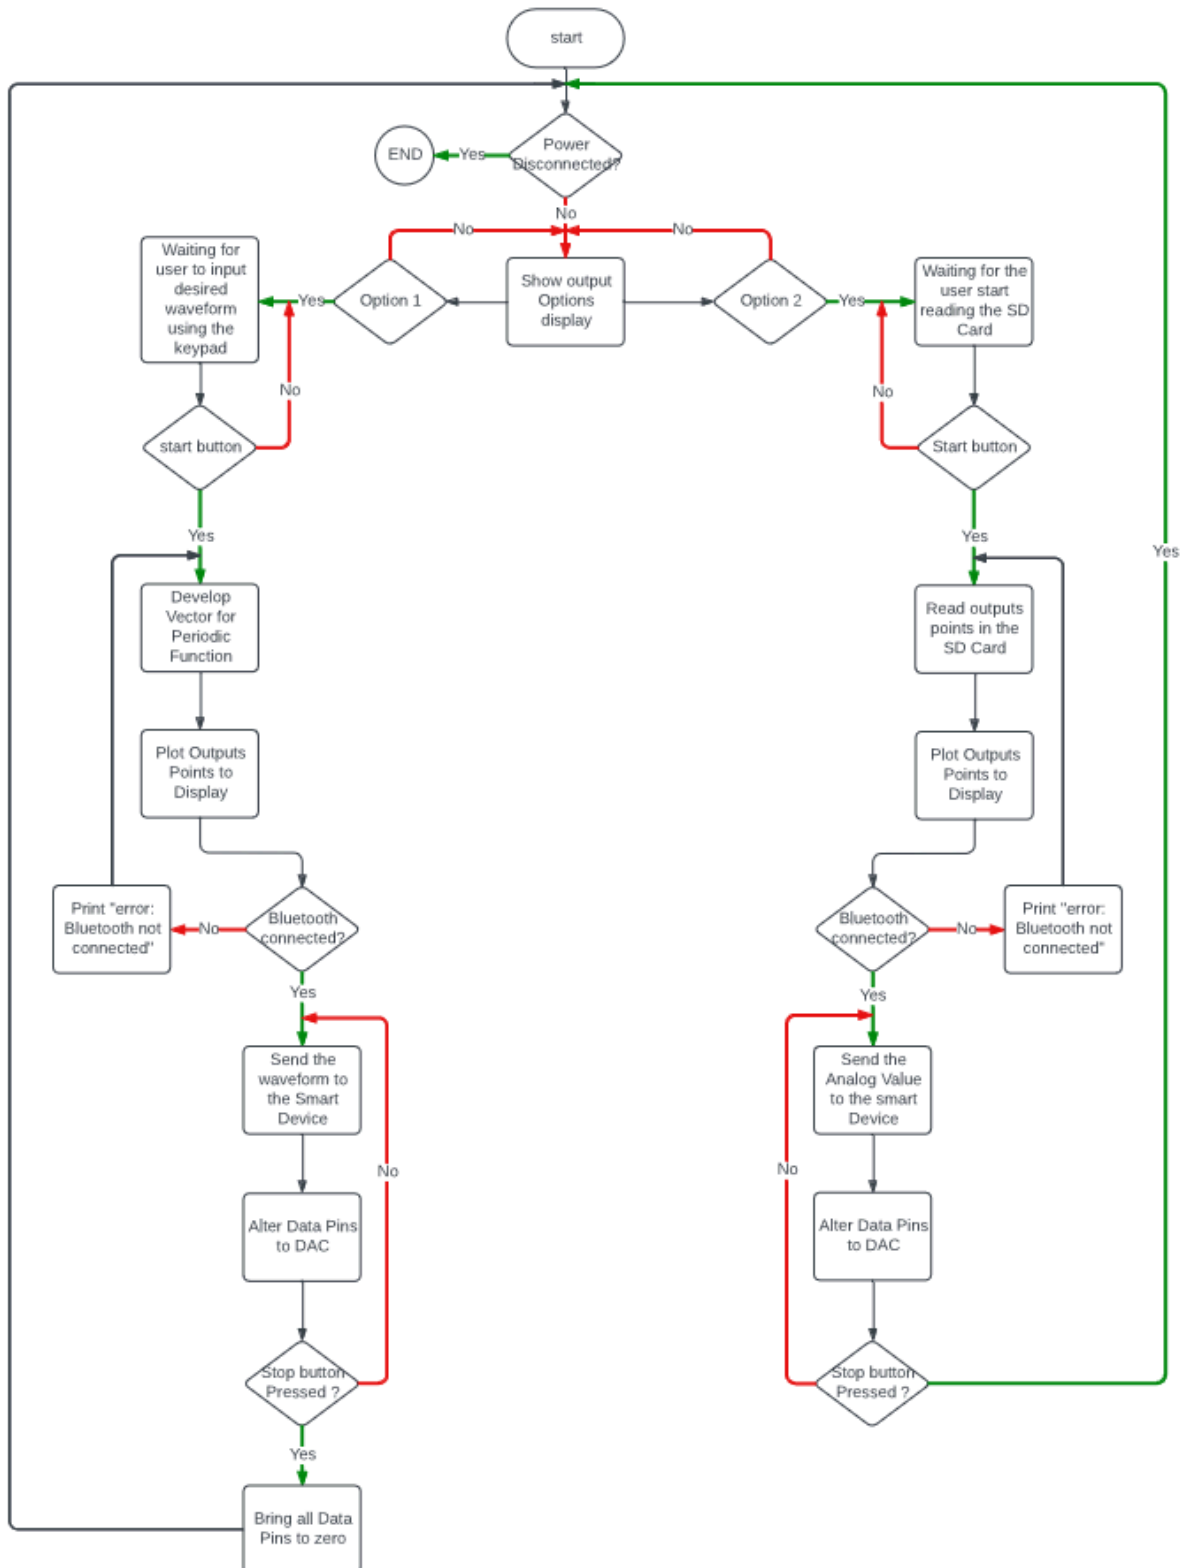 start
Power
Disconnected?
Yes
END
No
No
No
Show output
Options
display
Option 1
Yes
Waiting for
user to input
desired
waveform
using the
keypad
No
start button
Yes
Develop
Vector for
Periodic
Function
Plot Outputs
Points to
Display
Bluetooth
connected?
No
Print "error:
Bluetooth not
connected"
Yes
Send the
waveform to
the Smart
Device
Alter Data Pins
to DAC
No
Stop button
Pressed ?
Yes
Bring all Data
Pins to zero
Option 2
Yes
Waiting for the
user start
reading the SD
Card
No
Start button
Yes
Read outputs
points in the
SD Card
Plot Outputs
Points to
Display
Bluetooth
connected?
No
Print "error:
Bluetooth not
connected"
Yes
Send the
Analog Value
to the smart
Device
Alter Data Pins
to DAC
No
Stop button
Pressed ?
Yes